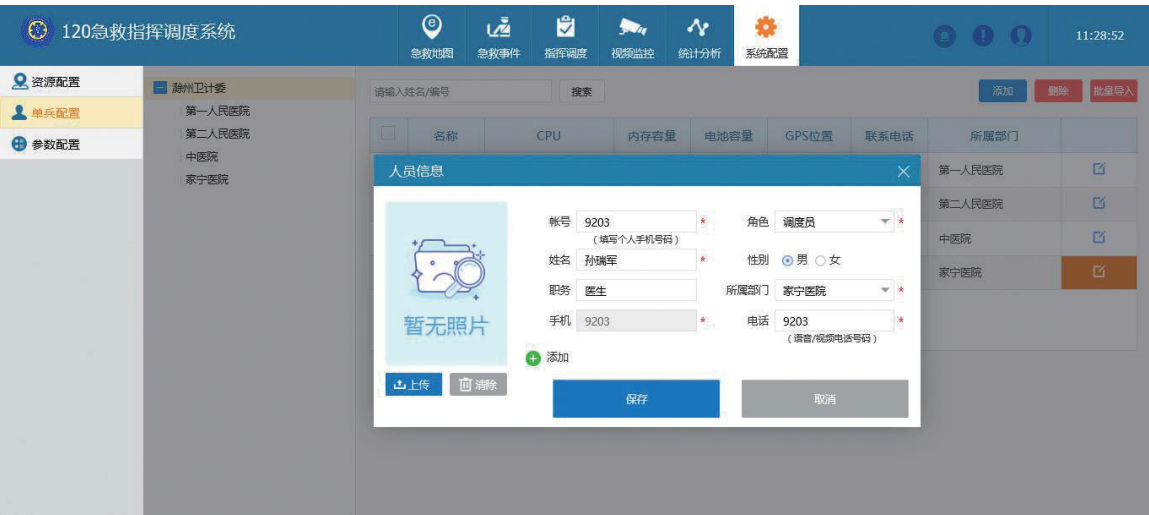 120急救指挥调度系统
急救地图 急救事件 指挥调度 视频监控 统计分析 系统配置
11:28:52
资源配置
单兵配置
参数配置
滁州卫计委
第一人民医院
第二人民医院
中医院
家宁医院
请输入姓名/编号 搜索 添加 删除 批量导入
名称 CPU 内存容量 电池容量 GPS位置 联系电话 所属部门
第一人民医院
第二人民医院
中医院
家宁医院
人员信息
暂无照片
上传 清除
帐号 9203 * 角色 调度员 *
(填写个人手机号码)
姓名 孙瑞军 * 性别 男 女
职务 医生 所属部门 家宁医院 *
手机 9203 * 电话 9203 *
(语音/视频电话号码)
添加
保存 取消